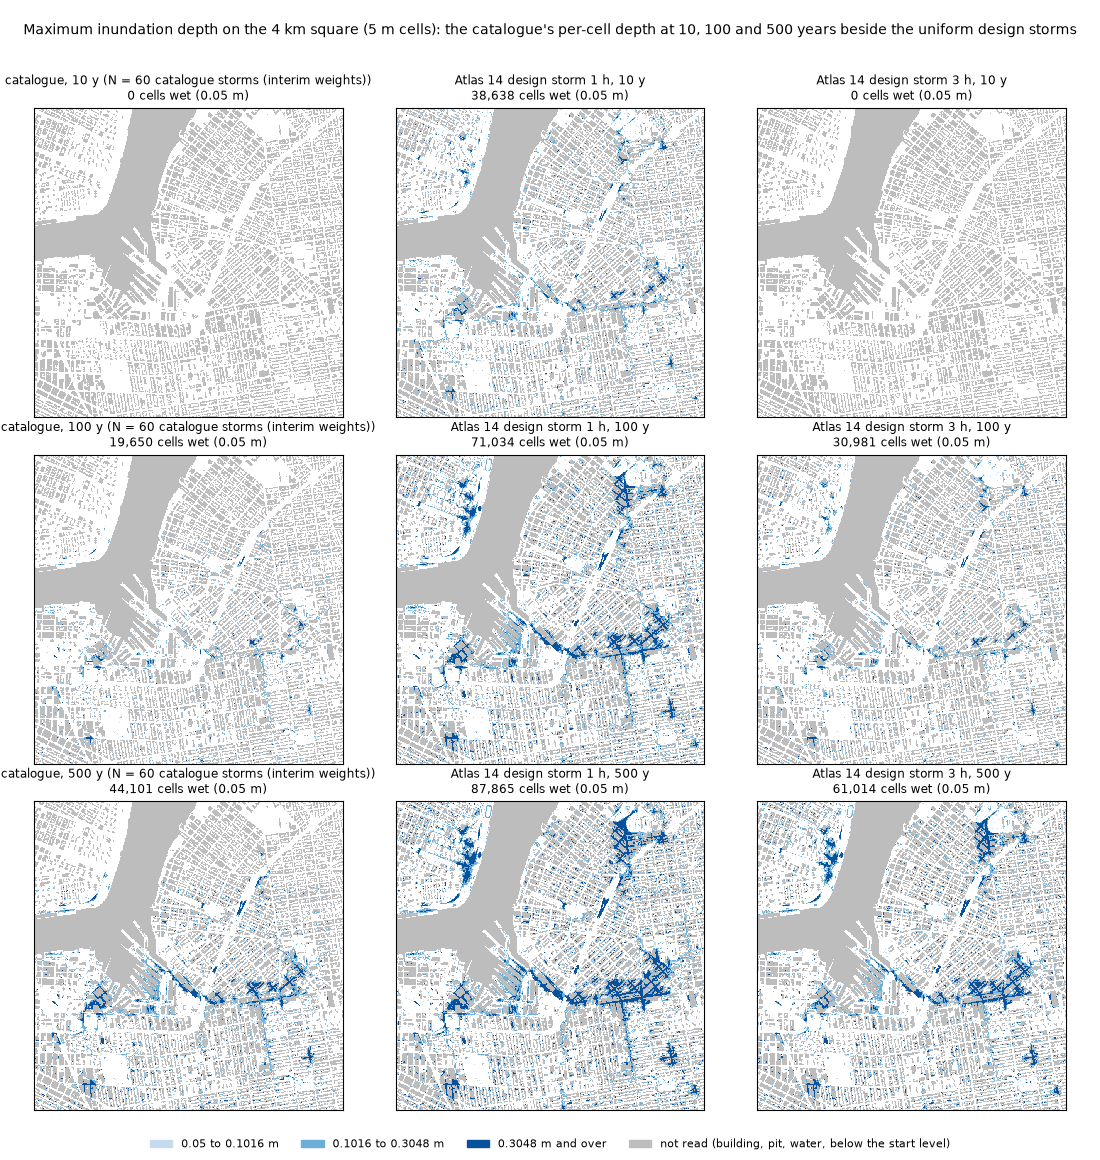 Maximum inundation depth on the 4 km square (5 m cells): the catalogue's per-cell depth at 10, 100 and 500 years beside the uniform design storms
catalogue, 10 y (N = 60 catalogue storms (interim weights))
0 cells wet (0.05 m)
Atlas 14 design storm 1 h, 10 y
38,638 cells wet (0.05 m)
Atlas 14 design storm 3 h, 10 y
0 cells wet (0.05 m)
catalogue, 100 y (N = 60 catalogue storms (interim weights))
19,650 cells wet (0.05 m)
Atlas 14 design storm 1 h, 100 y
71,034 cells wet (0.05 m)
Atlas 14 design storm 3 h, 100 y
30,981 cells wet (0.05 m)
catalogue, 500 y (N = 60 catalogue storms (interim weights))
44,101 cells wet (0.05 m)
Atlas 14 design storm 1 h, 500 y
87,865 cells wet (0.05 m)
Atlas 14 design storm 3 h, 500 y
61,014 cells wet (0.05 m)
0.05 to 0.1016 m
0.1016 to 0.3048 m
0.3048 m and over
not read (building, pit, water, below the start level)